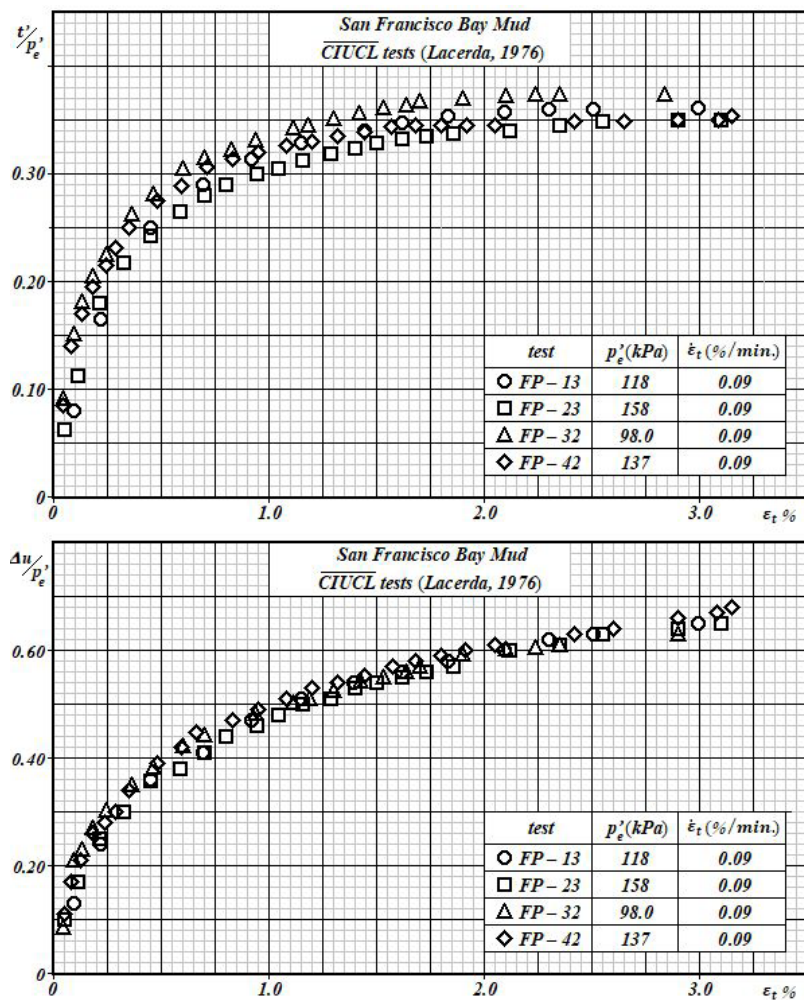 San Francisco Bay Mud
CIUCL tests (Lacerda, 1976)
t'/p'e
0.30
0.20
0.10
0
1.0
2.0
3.0
εt %
test p'e(kPa) ε̇t (%/min.)
FP – 13 118 0.09
FP – 23 158 0.09
FP – 32 98.0 0.09
FP – 42 137 0.09
San Francisco Bay Mud
CIUCL tests (Lacerda, 1976)
Δu/p'e
0.60
0.40
0.20
0
1.0
2.0
3.0
εt %
test p'e(kPa) ε̇t (%/min.)
FP – 13 118 0.09
FP – 23 158 0.09
FP – 32 98.0 0.09
FP – 42 137 0.09